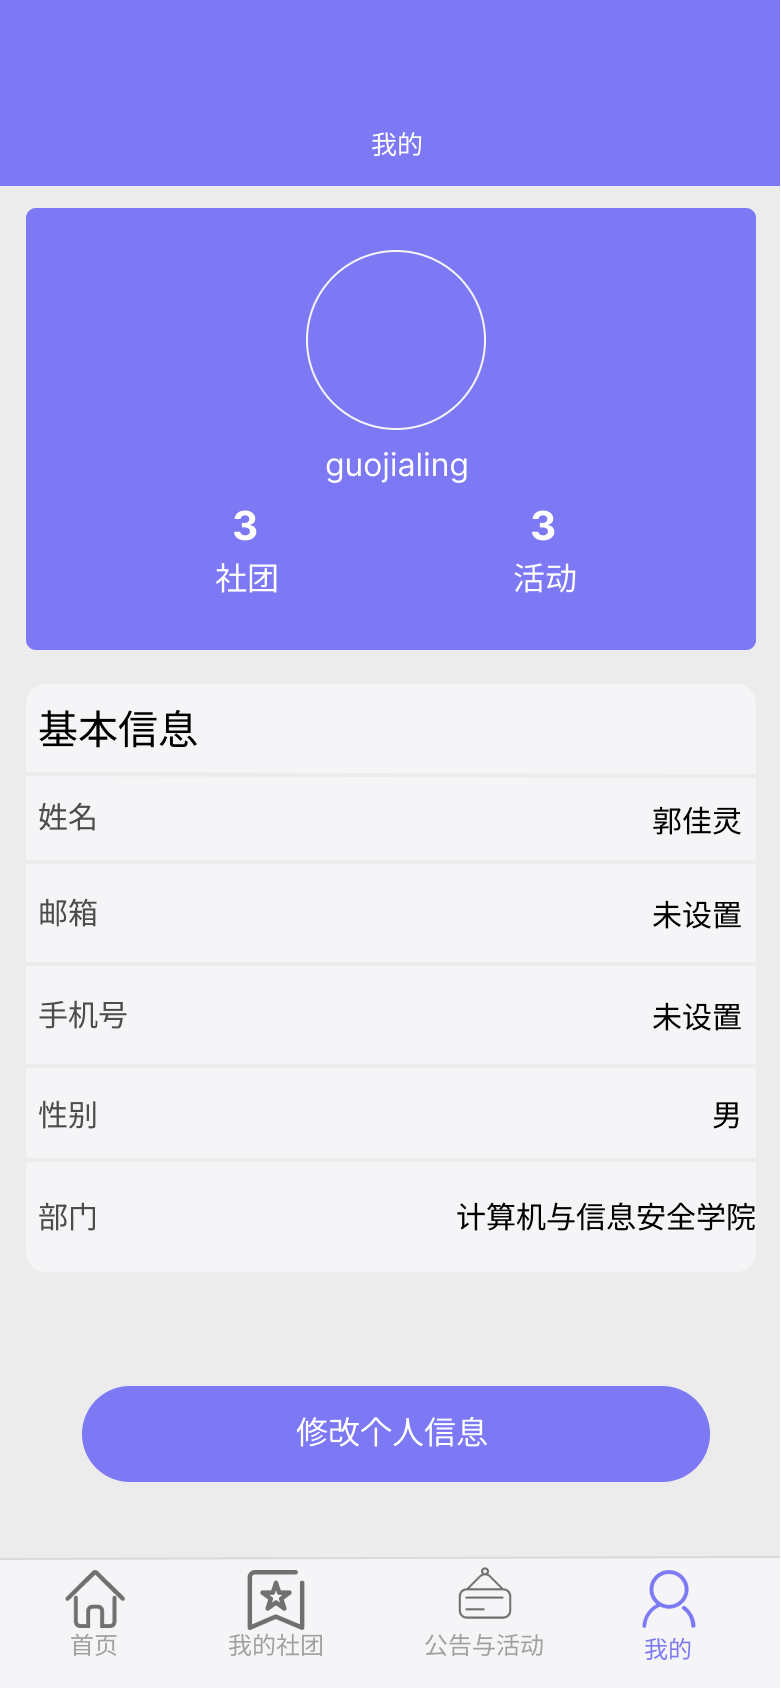 我的
guojialing
3 3
社团 活动
基本信息
姓名 郭佳灵
邮箱 未设置
手机号 未设置
性别 男
部门 计算机与信息安全学院
修改个人信息
首页 我的社团 公告与活动 我的